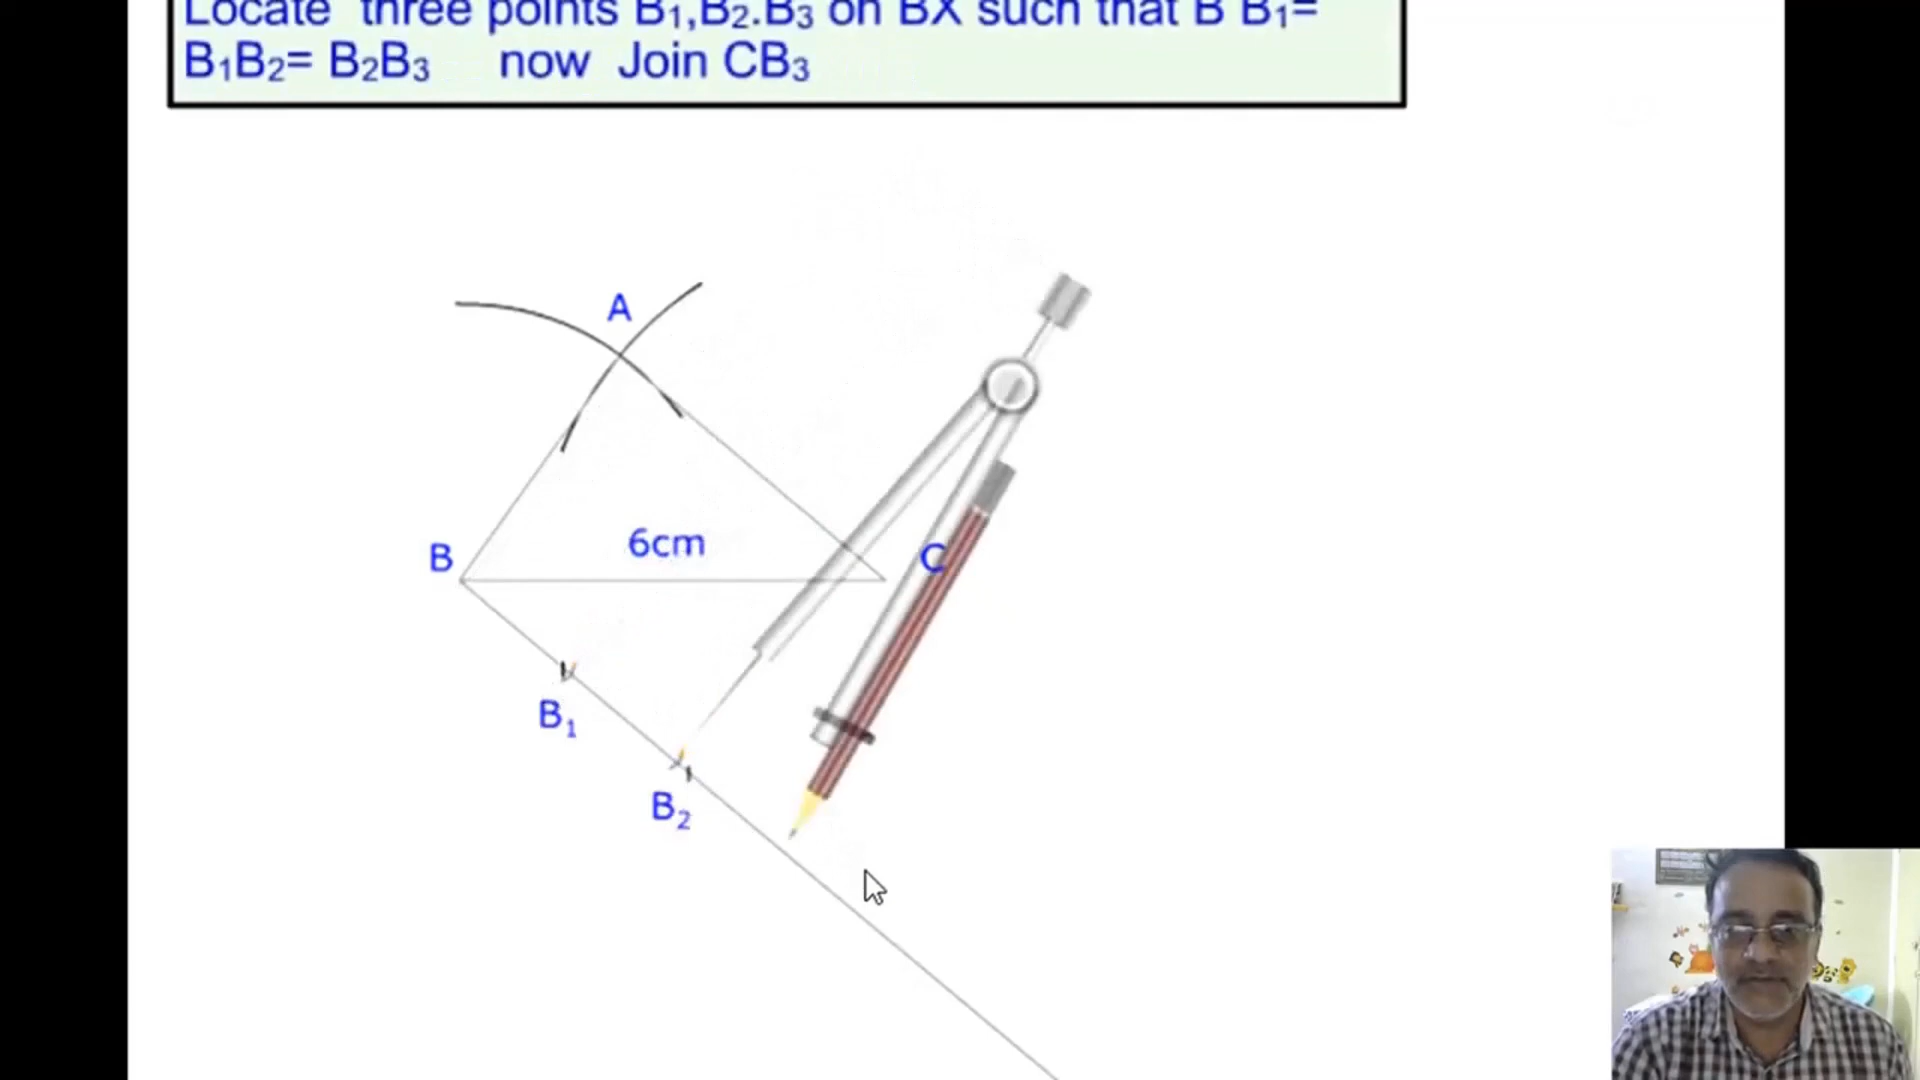 Locate three points B₁,B₂.B₃ on BX such that B B₁=
B₁B₂= B₂B₃ now Join CB₃
A
B
6cm
C
B₁
B₂